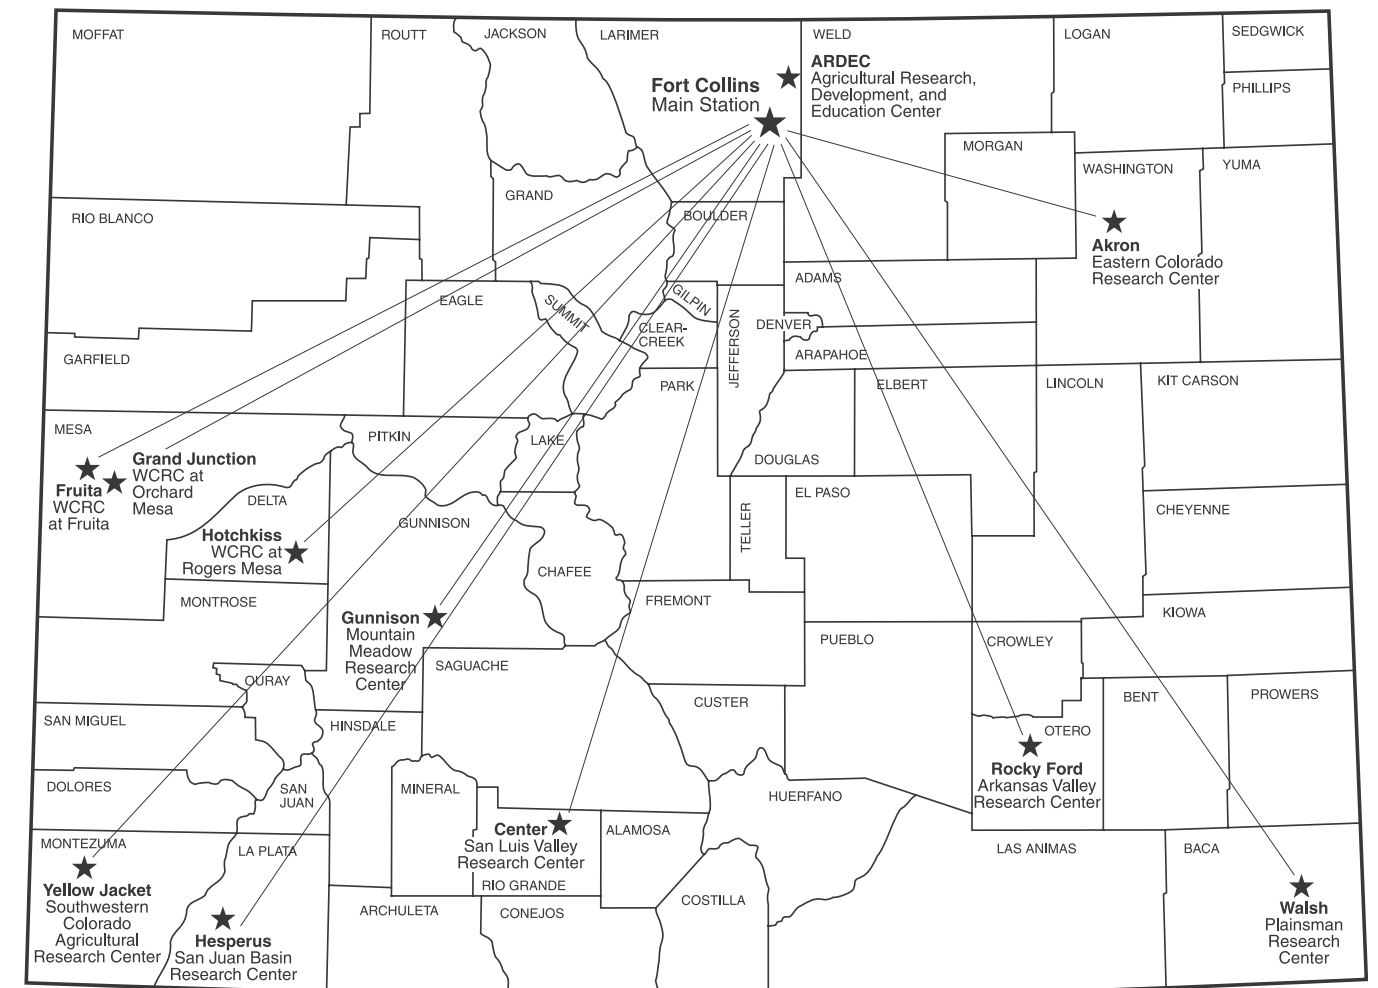 MOFFAT
ROUTT
JACKSON
LARIMER
WELD
LOGAN
SEDGWICK
PHILLIPS
ARDEC
Agricultural Research,
Development, and
Education Center
Fort Collins
Main Station
MORGAN
WASHINGTON
YUMA
RIO BLANCO
GRAND
BOULDER
Akron
Eastern Colorado
Research Center
ADAMS
EAGLE
SUMMIT
GILPIN
CLEAR-
CREEK
JEFFERSON
DENVER
ARAPAHOE
GARFIELD
PARK
ELBERT
LINCOLN
KIT CARSON
MESA
PITKIN
LAKE
DOUGLAS
Grand Junction
WCRC at
Orchard
Mesa
Fruita
WCRC
at Fruita
DELTA
GUNNISON
TELLER
EL PASO
CHEYENNE
Hotchkiss
WCRC at
Rogers Mesa
CHAFEE
MONTROSE
FREMONT
KIOWA
Gunnison
Mountain
Meadow
Research
Center
PUEBLO
CROWLEY
SAGUACHE
OURAY
CUSTER
BENT
PROWERS
SAN MIGUEL
HINSDALE
OTERO
Rocky Ford
Arkansas Valley
Research Center
DOLORES
SAN
JUAN
MINERAL
HUERFANO
Center
San Luis Valley
Research Center
ALAMOSA
MONTEZUMA
LA PLATA
LAS ANIMAS
BACA
RIO GRANDE
Yellow Jacket
Southwestern
Colorado
Agricultural
Research Center
COSTILLA
ARCHULETA
CONEJOS
Walsh
Plainsman
Research
Center
Hesperus
San Juan Basin
Research Center